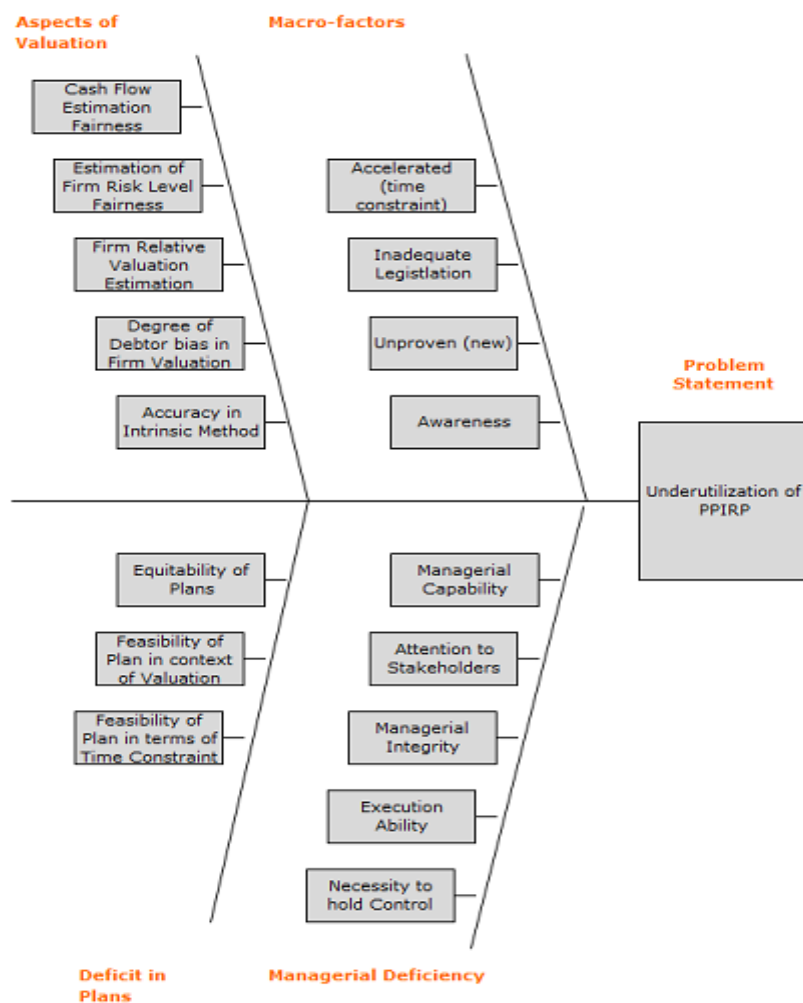 Aspects of
Valuation
Cash Flow
Estimation
Fairness
Estimation of
Firm Risk Level
Fairness
Firm Relative
Valuation
Estimation
Degree of
Debtor bias in
Firm Valuation
Accuracy in
Intrinsic Method
Macro-factors
Accelerated
(time
constraint)
Inadequate
Legistlation
Unproven (new)
Awareness
Problem
Statement
Underutilization of
PPIRP
Equitability of
Plans
Feasibility of
Plan in context
of Valuation
Feasibility of
Plan in terms of
Time Constraint
Deficit in
Plans
Managerial
Capability
Attention to
Stakeholders
Managerial
Integrity
Execution
Ability
Necessity to
hold Control
Managerial Deficiency